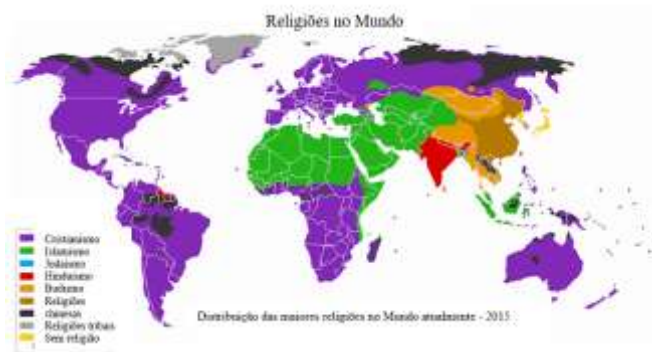 Religiões no Mundo
Cristianismo
Islamismo
Judaísmo
Hinduísmo
Budismo
Religiões
chinesas
Religiões tribais
Sem religião
Distribuição das maiores religiões no Mundo atualmente - 2015